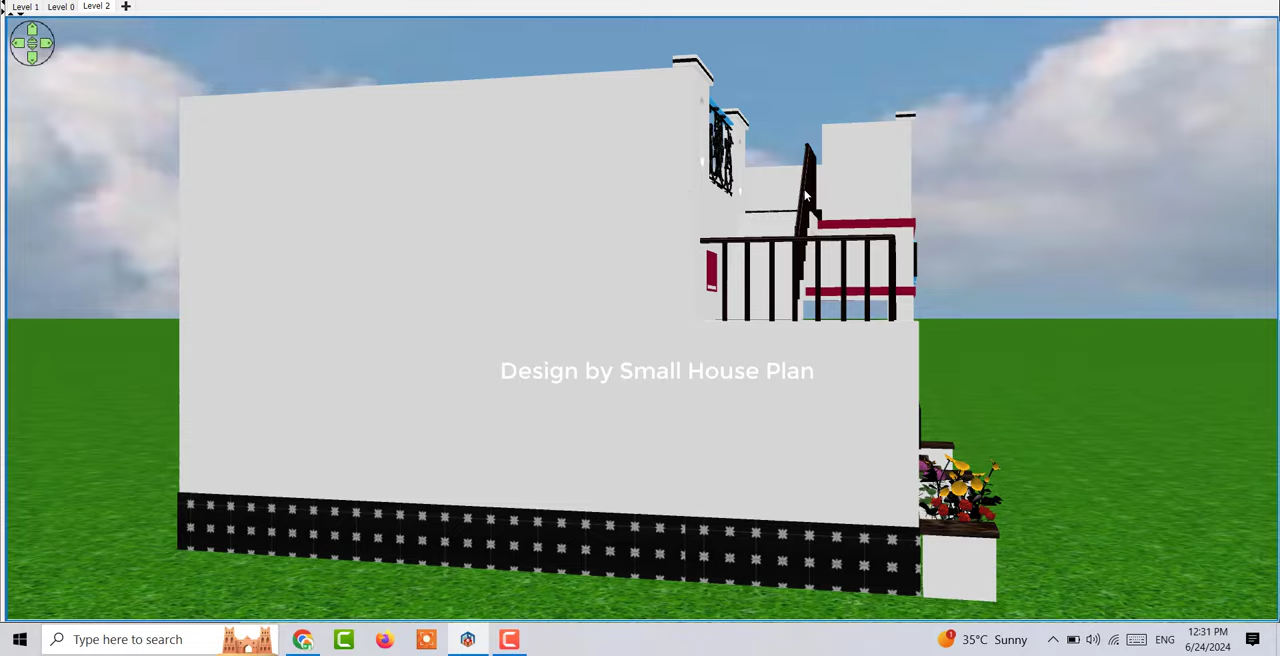 Level 1 Level 0 Level 2
Design by Small House Plan
Type here to search
1
35°C Sunny
ENG
12:31 PM
6/24/2024